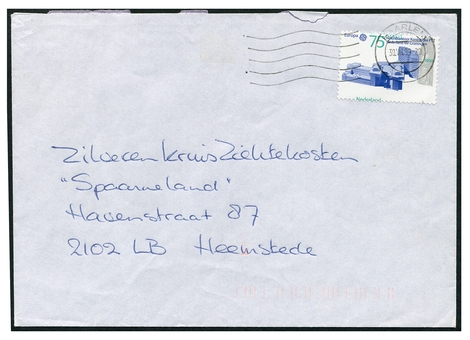 Europa 75
Nederland
Zilveren Kruis Ziektekosten
"Spaarneland"
Havenstraat 87
2102 LB Heemstede